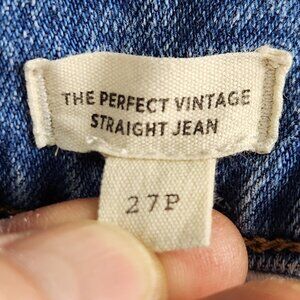 THE PERFECT VINTAGE
STRAIGHT JEAN
27P